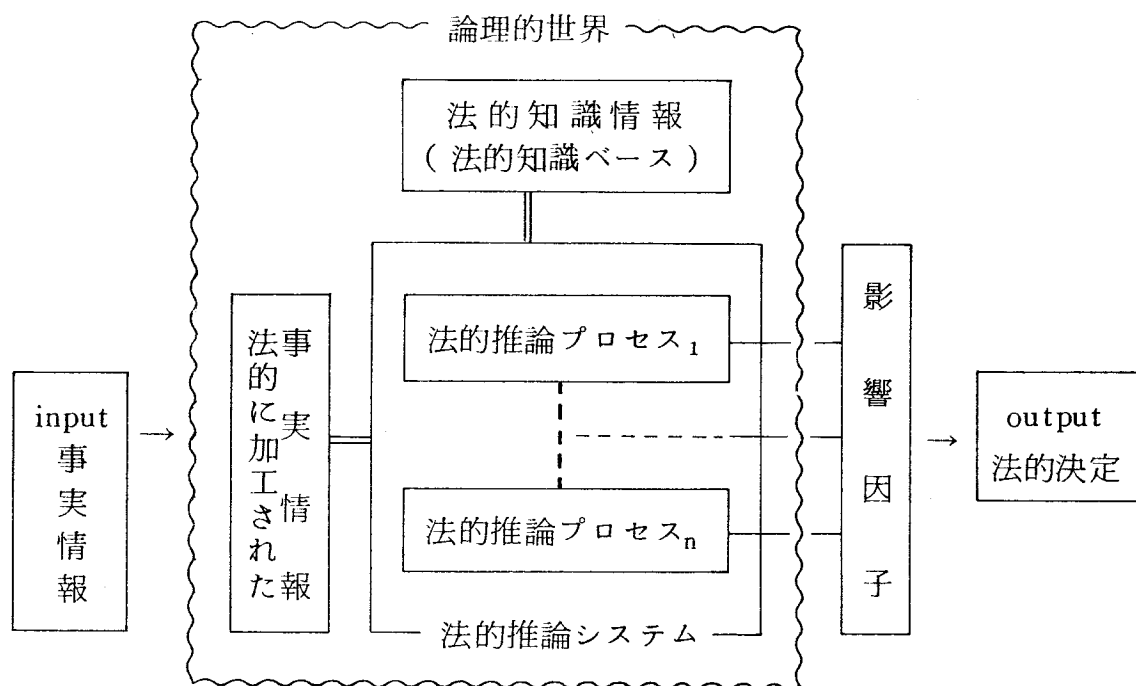 論理的世界
法的知識情報
(法的知識ベース)
input
事実情報
→
法的に加工された
事実情報
法的推論プロセス1
法的推論プロセスn
法的推論システム
影響因子
→
output
法的決定